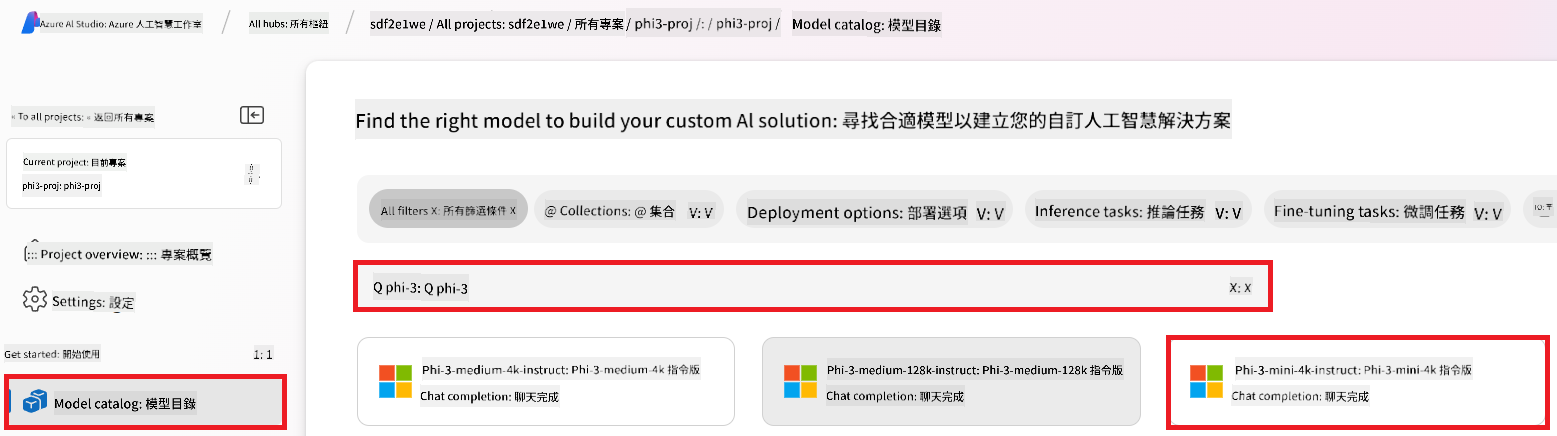 Azure AI Studio: Azure 人工智慧工作室 / All hubs: 所有樞紐 / sdf2e1we / All projects: sdf2e1we / 所有專案 / phi3-proj /: / phi3-proj / Model catalog: 模型目錄
« To all projects: « 返回所有專案
Current project: 目前專案
phi3-proj: phi3-proj
::: Project overview: ::: 專案概覽
Settings: 設定
Get started: 開始使用 1: 1
Model catalog: 模型目錄
Find the right model to build your custom AI solution: 尋找合適模型以建立您的自訂人工智慧解決方案
All filters X: 所有篩選條件 X
@ Collections: @ 集合 V: V
Deployment options: 部署選項 V: V
Inference tasks: 推論任務 V: V
Fine-tuning tasks: 微調任務 V: V
Q phi-3: Q phi-3 X: X
Phi-3-medium-4k-instruct: Phi-3-medium-4k 指令版
Chat completion: 聊天完成
Phi-3-medium-128k-instruct: Phi-3-medium-128k 指令版
Chat completion: 聊天完成
Phi-3-mini-4k-instruct: Phi-3-mini-4k 指令版
Chat completion: 聊天完成